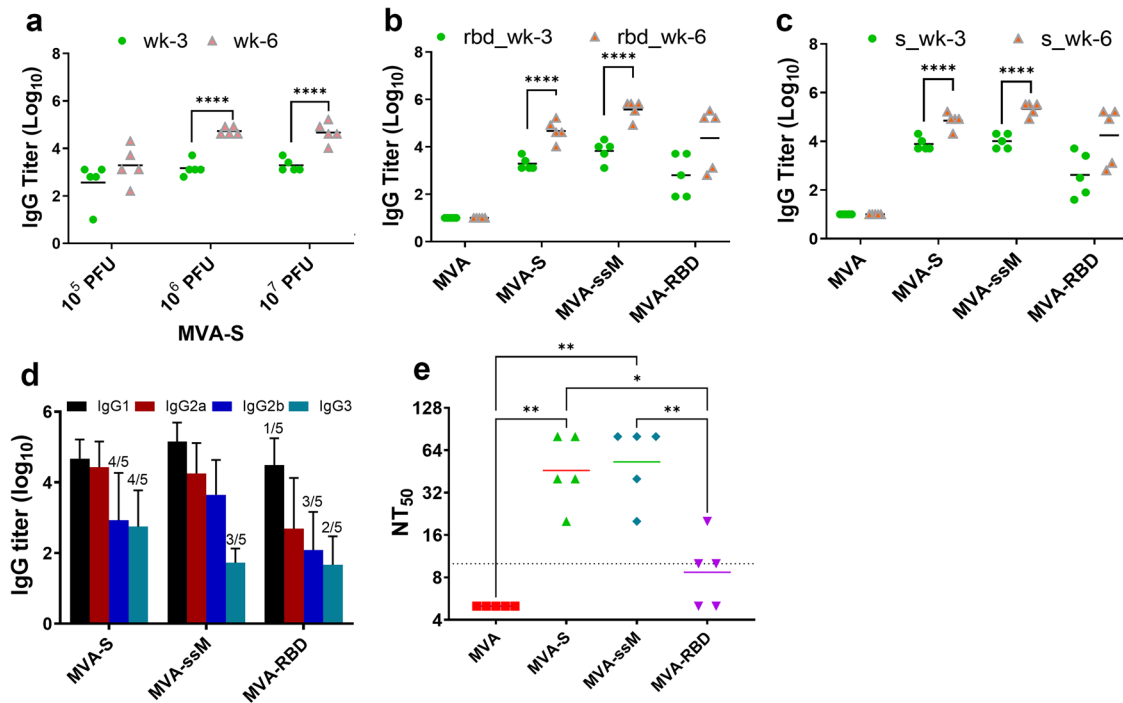 a
wk-3 wk-6
IgG Titer (Log10)
8
6
4
2
0
****
****
10^5 PFU
10^6 PFU
10^7 PFU
MVA-S
b
rbd_wk-3 rbd_wk-6
IgG Titer (Log10)
8
6
4
2
0
****
****
MVA
MVA-S
MVA-ssM
MVA-RBD
c
s_wk-3 s_wk-6
IgG Titer (Log10)
8
6
4
2
0
****
****
MVA
MVA-S
MVA-ssM
MVA-RBD
d
IgG1 IgG2a IgG2b IgG3
IgG titer (log10)
6
4
2
0
4/5
4/5
3/5
1/5
3/5
2/5
MVA-S
MVA-ssM
MVA-RBD
e
**
*
**
**
NT50
128
64
32
16
8
4
MVA
MVA-S
MVA-ssM
MVA-RBD